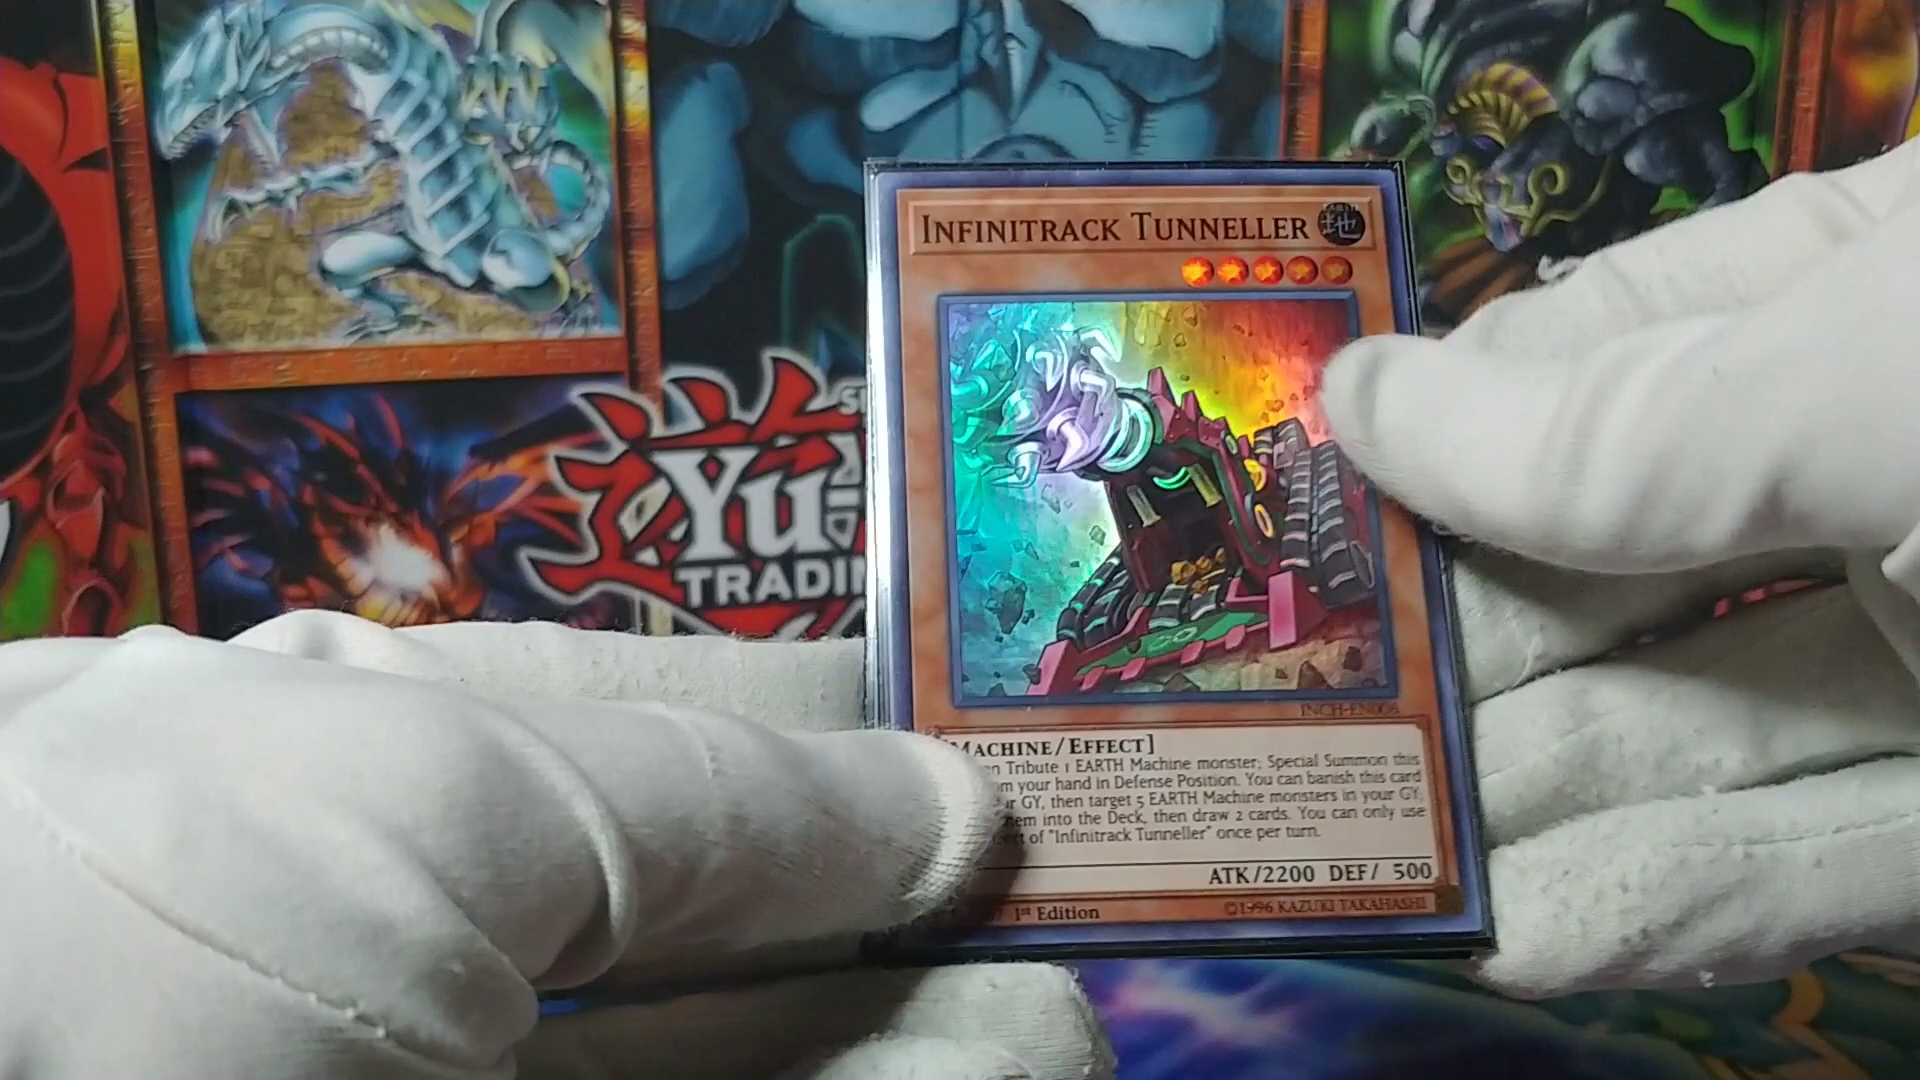 INFINITRACK TUNNELLER
EARTH
地
Yu
TRADIN
INCH-EN006
[MACHINE/EFFECT]
Tribute 1 EARTH Machine monster; Special Summon this
your hand in Defense Position. You can banish this card
GY, then target 5 EARTH Machine monsters in your GY,
into the Deck, then draw 2 cards. You can only use
of "Infinitrack Tunneller" once per turn.
ATK/2200 DEF/ 500
1st Edition
©1996 KAZUKI TAKAHASHI